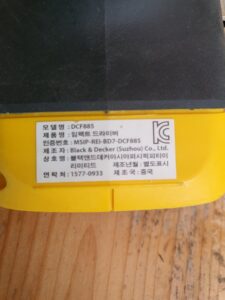 모델명 : DCF885
제품명 : 임팩트 드라이버
인증번호 : MSIP-REI-BD7-DCF885
제조자 : Black & Decker (Suzhou) Co., Ltd.
상호명 : 블랙앤드데커아시아퍼시픽피티이
리미티드 제조년월 : 별도표시
연락처 : 1577-0933 제조국 : 중국